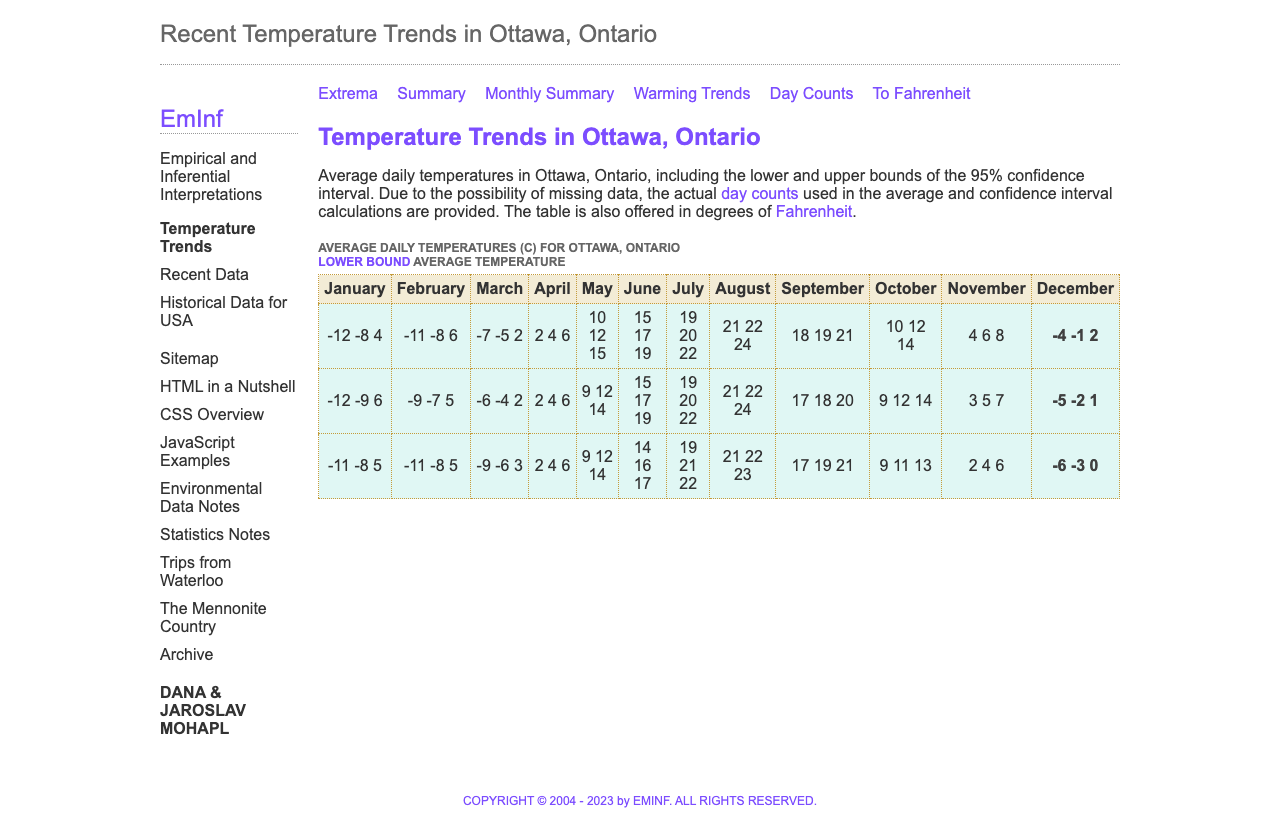 Recent Temperature Trends in Ottawa, Ontario
EmInf
Empirical and
Inferential
Interpretations
Temperature
Trends
Recent Data
Historical Data for
USA
Sitemap
HTML in a Nutshell
CSS Overview
JavaScript
Examples
Environmental
Data Notes
Statistics Notes
Trips from
Waterloo
The Mennonite
Country
Archive
DANA &
JAROSLAV
MOHAPL
Extrema Summary Monthly Summary Warming Trends Day Counts To Fahrenheit
Temperature Trends in Ottawa, Ontario
Average daily temperatures in Ottawa, Ontario, including the lower and upper bounds of the 95% confidence
interval. Due to the possibility of missing data, the actual day counts used in the average and confidence interval
calculations are provided. The table is also offered in degrees of Fahrenheit.
AVERAGE DAILY TEMPERATURES (C) FOR OTTAWA, ONTARIO
LOWER BOUND AVERAGE TEMPERATURE
January February March April May June July August September October November December
-12 -8 4 -11 -8 6 -7 -5 2 2 4 6 10 12 15 15 17 19 19 20 22 21 22 24 18 19 21 10 12 14 4 6 8 -4 -1 2
-12 -9 6 -9 -7 5 -6 -4 2 2 4 6 9 12 14 15 17 19 19 20 22 21 22 24 17 18 20 9 12 14 3 5 7 -5 -2 1
-11 -8 5 -11 -8 5 -9 -6 3 2 4 6 9 12 14 14 16 17 19 21 22 21 22 23 17 19 21 9 11 13 2 4 6 -6 -3 0
COPYRIGHT © 2004 - 2023 by EMINF. ALL RIGHTS RESERVED.